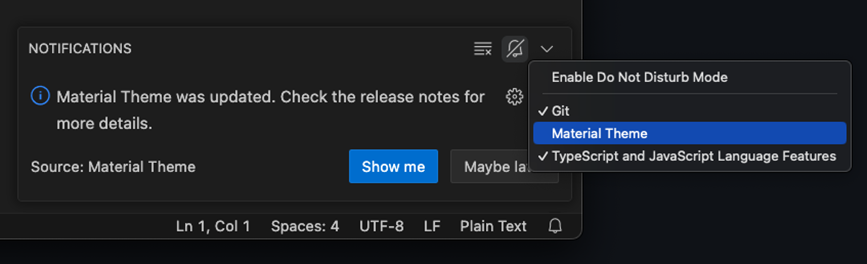 NOTIFICATIONS
Enable Do Not Disturb Mode
Material Theme was updated. Check the release notes for
more details.
Git
Material Theme
TypeScript and JavaScript Language Features
Source: Material Theme
Show me
Maybe la
Ln 1, Col 1 Spaces: 4 UTF-8 LF Plain Text